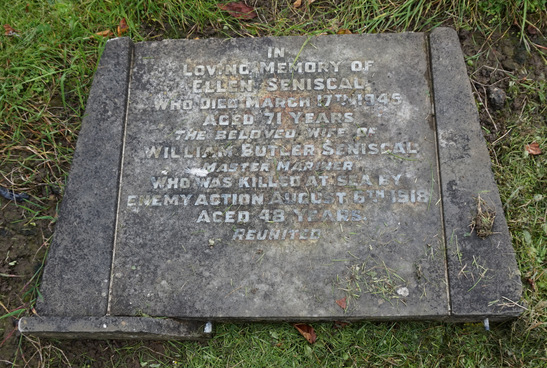 IN
LOVING MEMORY OF
ELLEN SENISCAL
WHO DIED MARCH 17TH 1945
AGED 71 YEARS
THE BELOVED WIFE OF
WILLIAM BUTLER SENISCAL
MASTER MARINER
WHO WAS KILLED AT SEA BY
ENEMY ACTION AUGUST 6TH 1918
AGED 48 YEARS
REUNITED